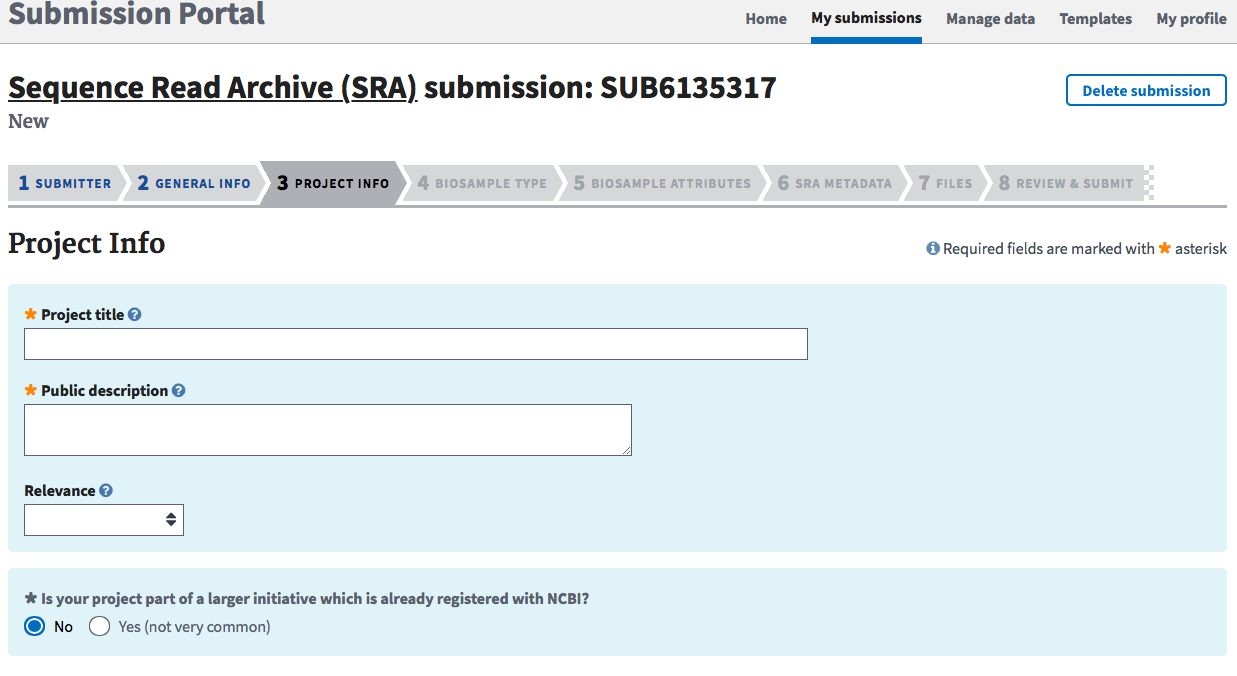 Submission Portal
Home My submissions Manage data Templates My profile
Sequence Read Archive (SRA) submission: SUB6135317
Delete submission
New
1 SUBMITTER 2 GENERAL INFO 3 PROJECT INFO 4 BIOSAMPLE TYPE 5 BIOSAMPLE ATTRIBUTES 6 SRA METADATA 7 FILES 8 REVIEW & SUBMIT
Project Info
Required fields are marked with * asterisk
* Project title
* Public description
Relevance
* Is your project part of a larger initiative which is already registered with NCBI?
No Yes (not very common)